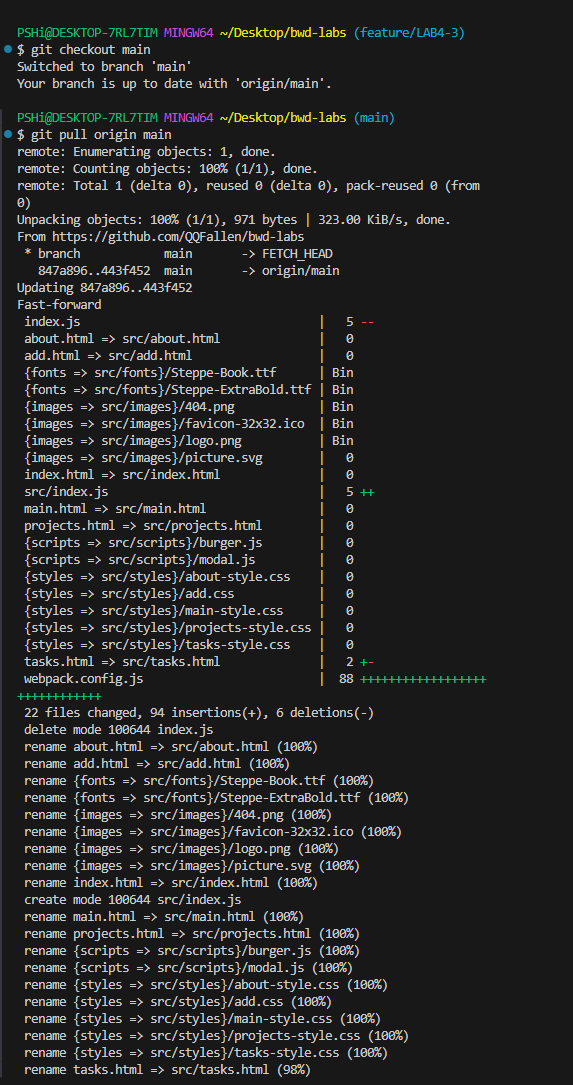 PSHi@DESKTOP-7RL7TIM MINGW64 ~/Desktop/bwd-labs (feature/LAB4-3)
$ git checkout main
Switched to branch 'main'
Your branch is up to date with 'origin/main'.
PSHi@DESKTOP-7RL7TIM MINGW64 ~/Desktop/bwd-labs (main)
$ git pull origin main
remote: Enumerating objects: 1, done.
remote: Counting objects: 100% (1/1), done.
remote: Total 1 (delta 0), reused 0 (delta 0), pack-reused 0 (from
0)
Unpacking objects: 100% (1/1), 971 bytes | 323.00 KiB/s, done.
From https://github.com/QQFallen/bwd-labs
 * branch            main       -> FETCH_HEAD
   847a896..443f452  main       -> origin/main
Updating 847a896..443f452
Fast-forward
 index.js                                  |   5 --
 about.html => src/about.html              |   0
 add.html => src/add.html                  |   0
 {fonts => src/fonts}/Steppe-Book.ttf      | Bin
 {fonts => src/fonts}/Steppe-ExtraBold.ttf | Bin
 {images => src/images}/404.png            | Bin
 {images => src/images}/favicon-32x32.ico  | Bin
 {images => src/images}/logo.png           | Bin
 {images => src/images}/picture.svg        |   0
 index.html => src/index.html              |   0
 src/index.js                              |   5 ++
 main.html => src/main.html                |   0
 projects.html => src/projects.html        |   0
 {scripts => src/scripts}/burger.js        |   0
 {scripts => src/scripts}/modal.js         |   0
 {styles => src/styles}/about-style.css    |   0
 {styles => src/styles}/add.css            |   0
 {styles => src/styles}/main-style.css     |   0
 {styles => src/styles}/projects-style.css |   0
 {styles => src/styles}/tasks-style.css    |   0
 tasks.html => src/tasks.html              |   2 +-
 webpack.config.js                         |  88 ++++++++++++++++++
++++++++++++
 22 files changed, 94 insertions(+), 6 deletions(-)
 delete mode 100644 index.js
 rename about.html => src/about.html (100%)
 rename add.html => src/add.html (100%)
 rename {fonts => src/fonts}/Steppe-Book.ttf (100%)
 rename {fonts => src/fonts}/Steppe-ExtraBold.ttf (100%)
 rename {images => src/images}/404.png (100%)
 rename {images => src/images}/favicon-32x32.ico (100%)
 rename {images => src/images}/logo.png (100%)
 rename {images => src/images}/picture.svg (100%)
 rename index.html => src/index.html (100%)
 create mode 100644 src/index.js
 rename main.html => src/main.html (100%)
 rename projects.html => src/projects.html (100%)
 rename {scripts => src/scripts}/burger.js (100%)
 rename {scripts => src/scripts}/modal.js (100%)
 rename {styles => src/styles}/about-style.css (100%)
 rename {styles => src/styles}/add.css (100%)
 rename {styles => src/styles}/main-style.css (100%)
 rename {styles => src/styles}/projects-style.css (100%)
 rename {styles => src/styles}/tasks-style.css (100%)
 rename tasks.html => src/tasks.html (98%)